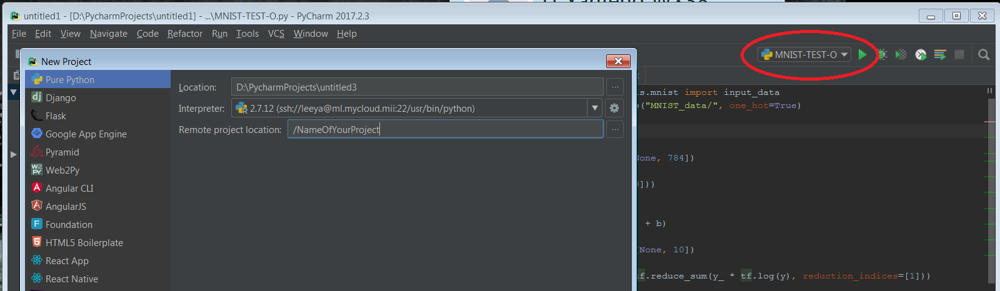 untitled1 - [D:\PycharmProjects\untitled1] - ...\MNIST-TEST-O.py - PyCharm 2017.2.3
File Edit View Navigate Code Refactor Run Tools VCS Window Help
MNIST-TEST-O
New Project
Pure Python
Django
Flask
Google App Engine
Pyramid
Web2Py
Angular CLI
AngularJS
Foundation
HTML5 Boilerplate
React App
React Native
Location: D:\PycharmProjects\untitled3
Interpreter: 2.7.12 (ssh://leeya@ml.mycloud.mii:22/usr/bin/python)
Remote project location: /NameOfYourProject
ls.mnist import input_data
s("MNIST_data/", one_hot=True)
None, 784])
]))
+ b)
[None, 10])
tf.reduce_sum(y_ * tf.log(y), reduction_indices=[1]))